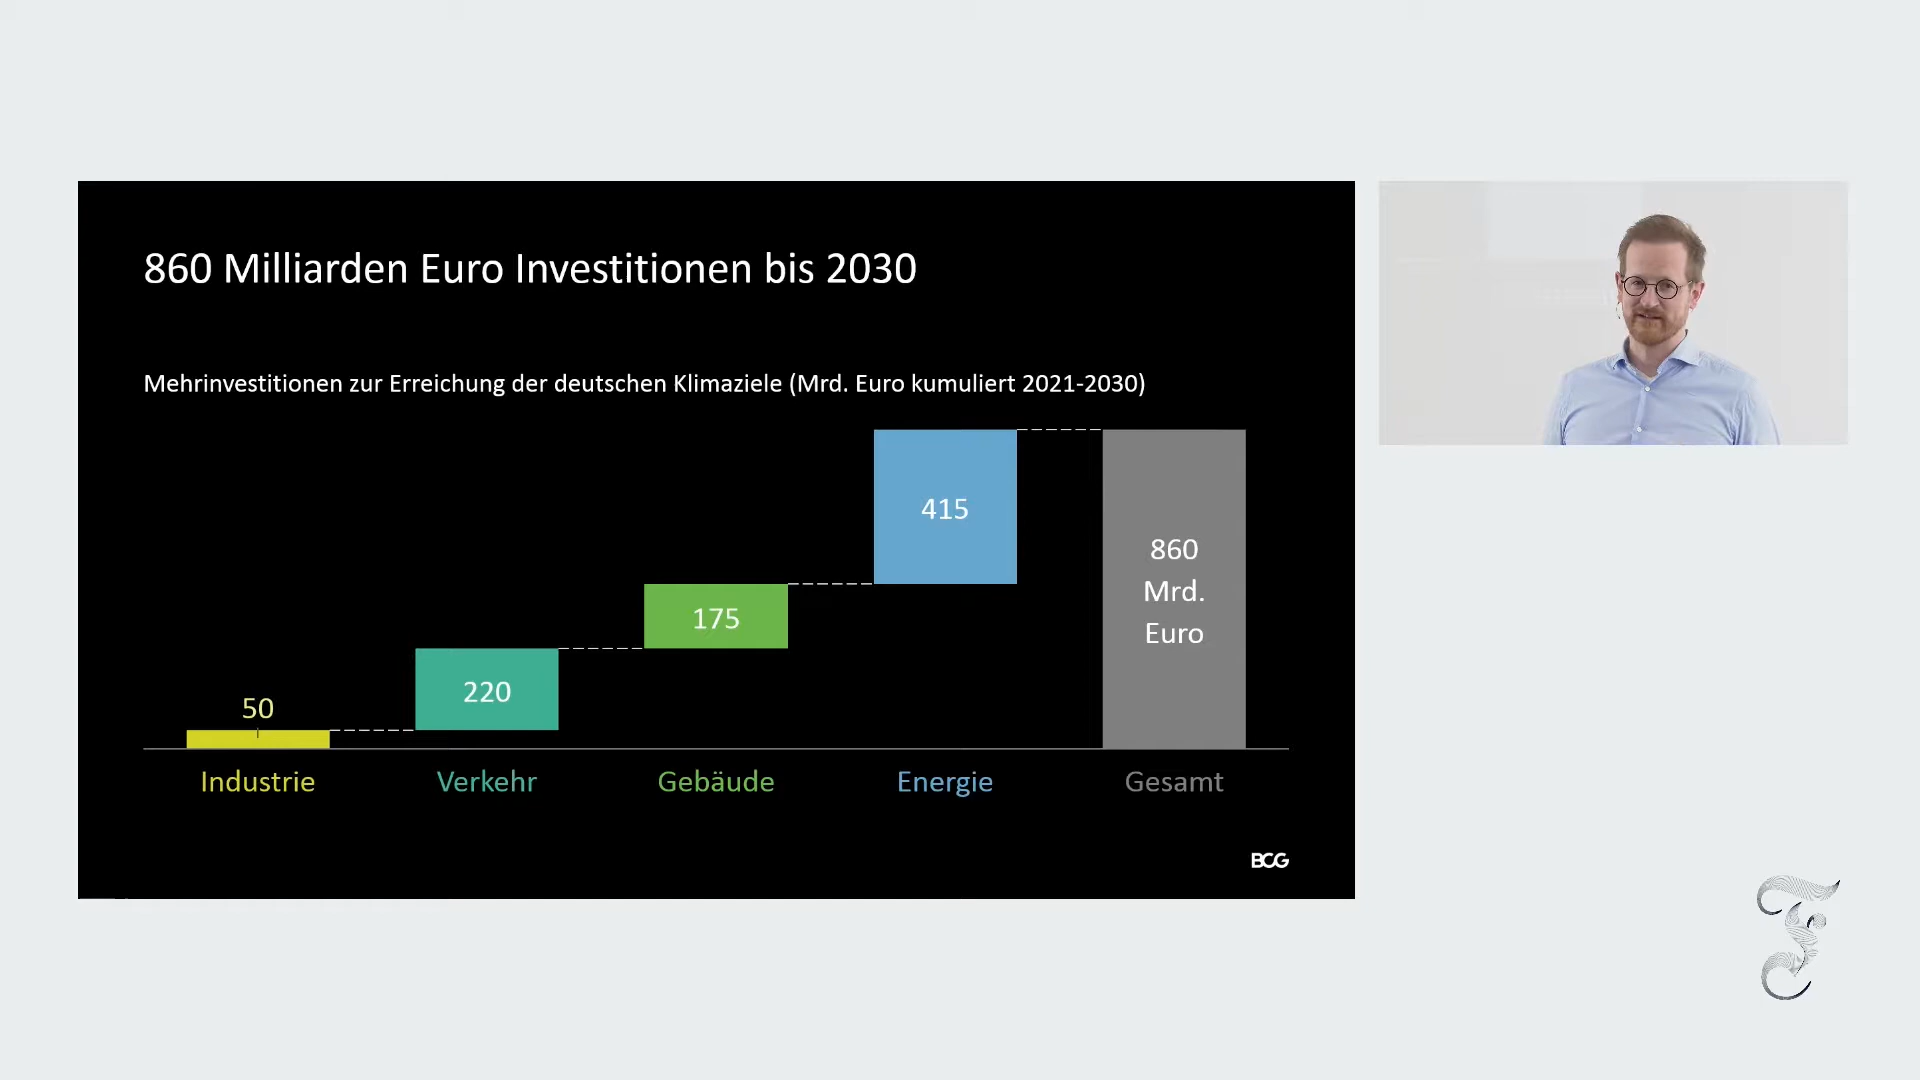 860 Milliarden Euro Investitionen bis 2030
Mehrinvestitionen zur Erreichung der deutschen Klimaziele (Mrd. Euro kumuliert 2021-2030)
50
220
175
415
860
Mrd.
Euro
Industrie
Verkehr
Gebäude
Energie
Gesamt
BCG